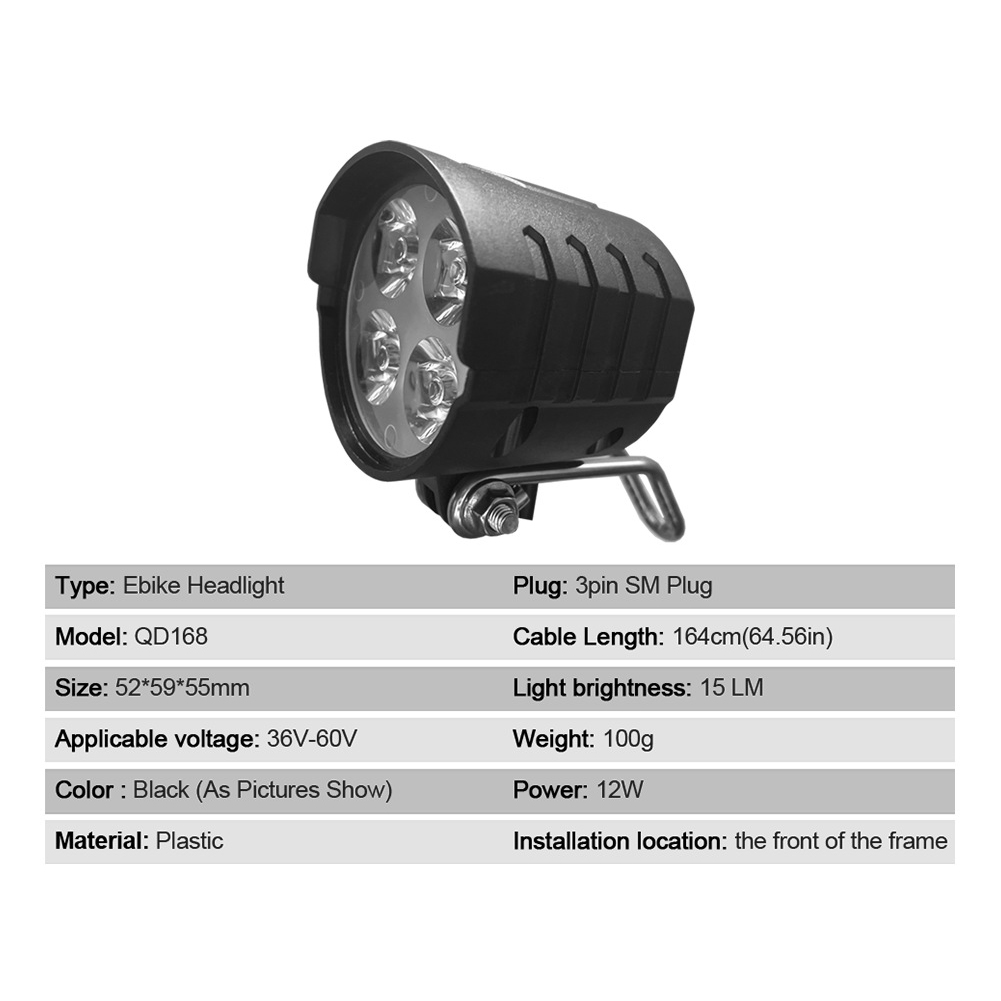 Type: Ebike Headlight Plug: 3pin SM Plug
Model: QD168 Cable Length: 164cm(64.56in)
Size: 52*59*55mm Light brightness: 15 LM
Applicable voltage: 36V-60V Weight: 100g
Color : Black (As Pictures Show) Power: 12W
Material: Plastic Installation location: the front of the frame